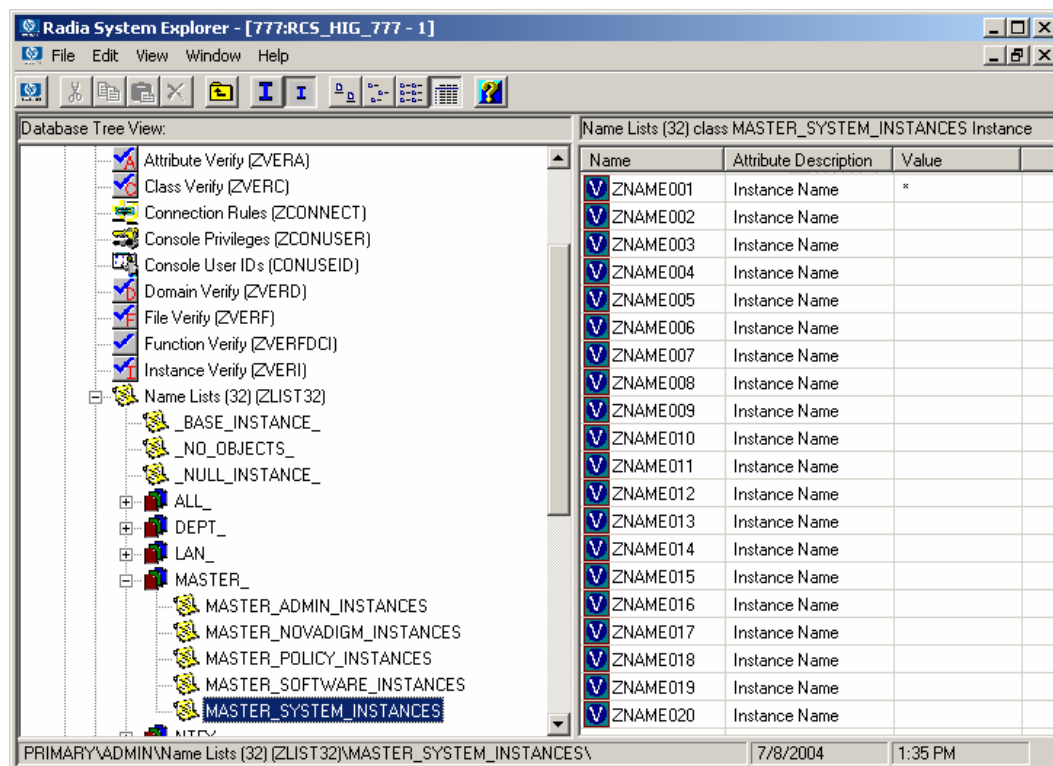 Radia System Explorer - [777:RCS_HIG_777 - 1]
File Edit View Window Help
Database Tree View:
Name Lists (32) class MASTER_SYSTEM_INSTANCES Instance
Attribute Verify (ZVERA)
Class Verify (ZVERC)
Connection Rules (ZCONNECT)
Console Privileges (ZCONUSER)
Console User IDs (CONUSEID)
Domain Verify (ZVERD)
File Verify (ZVERF)
Function Verify (ZVERFDCI)
Instance Verify (ZVERI)
Name Lists (32) (ZLIST32)
_BASE_INSTANCE_
_NO_OBJECTS_
_NULL_INSTANCE_
ALL_
DEPT_
LAN_
MASTER_
MASTER_ADMIN_INSTANCES
MASTER_NOVADIGM_INSTANCES
MASTER_POLICY_INSTANCES
MASTER_SOFTWARE_INSTANCES
MASTER_SYSTEM_INSTANCES
Name Attribute Description Value
ZNAME001 Instance Name *
ZNAME002 Instance Name
ZNAME003 Instance Name
ZNAME004 Instance Name
ZNAME005 Instance Name
ZNAME006 Instance Name
ZNAME007 Instance Name
ZNAME008 Instance Name
ZNAME009 Instance Name
ZNAME010 Instance Name
ZNAME011 Instance Name
ZNAME012 Instance Name
ZNAME013 Instance Name
ZNAME014 Instance Name
ZNAME015 Instance Name
ZNAME016 Instance Name
ZNAME017 Instance Name
ZNAME018 Instance Name
ZNAME019 Instance Name
ZNAME020 Instance Name
PRIMARY\ADMIN\Name Lists (32) (ZLIST32)\MASTER_SYSTEM_INSTANCES\ 7/8/2004 1:35 PM